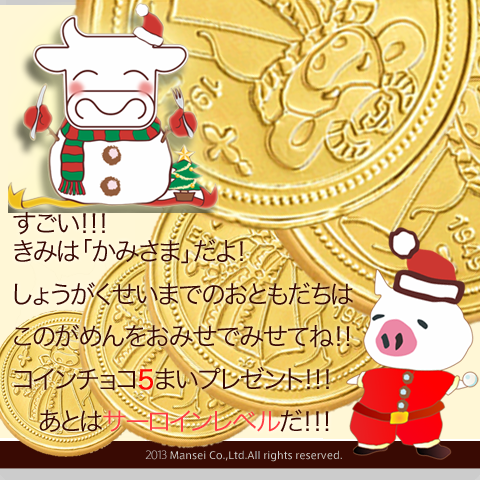 すごい!!!
きみは「かみさま」だよ!
しょうがくせいまでのおともだちは
このがめんをおみせでみせてね!!
コインチョコ5まいプレゼント!!!
あとはサーロインレベルだ!!!
2013 Mansei Co.,Ltd.All rights reserved.
1949